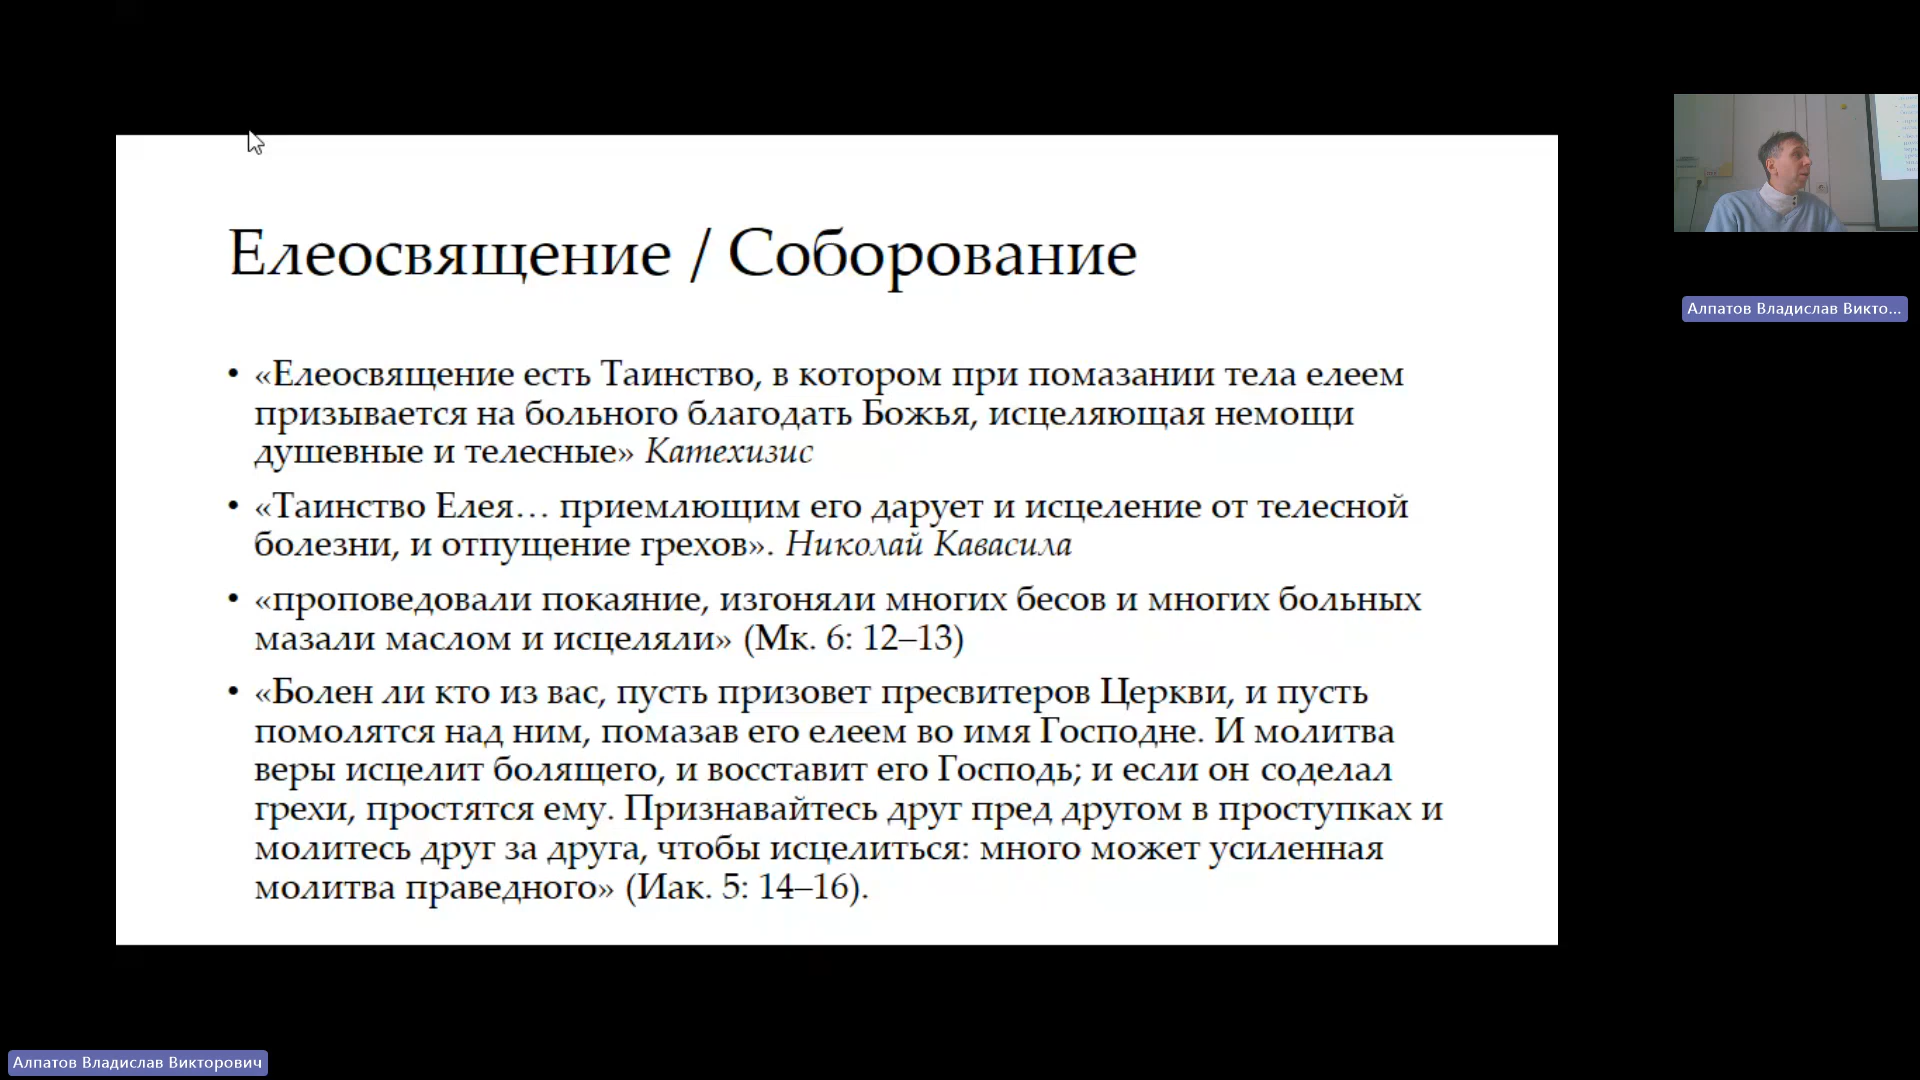 Елеосвящение / Соборование
• «Елеосвящение есть Таинство, в котором при помазании тела елеем
призывается на больного благодать Божья, исцеляющая немощи
душевные и телесные» Катехизис
• «Таинство Елея… приемлющим его дарует и исцеление от телесной
болезни, и отпущение грехов». Николай Кавасила
• «проповедовали покаяние, изгоняли многих бесов и многих больных
мазали маслом и исцеляли» (Мк. 6: 12–13)
• «Болен ли кто из вас, пусть призовет пресвитеров Церкви, и пусть
помолятся над ним, помазав его елеем во имя Господне. И молитва
веры исцелит болящего, и восставит его Господь; и если он соделал
грехи, простятся ему. Признавайтесь друг пред другом в проступках и
молитесь друг за друга, чтобы исцелиться: много может усиленная
молитва праведного» (Иак. 5: 14–16).
Алпатов Владислав Викто...
Алпатов Владислав Викторович